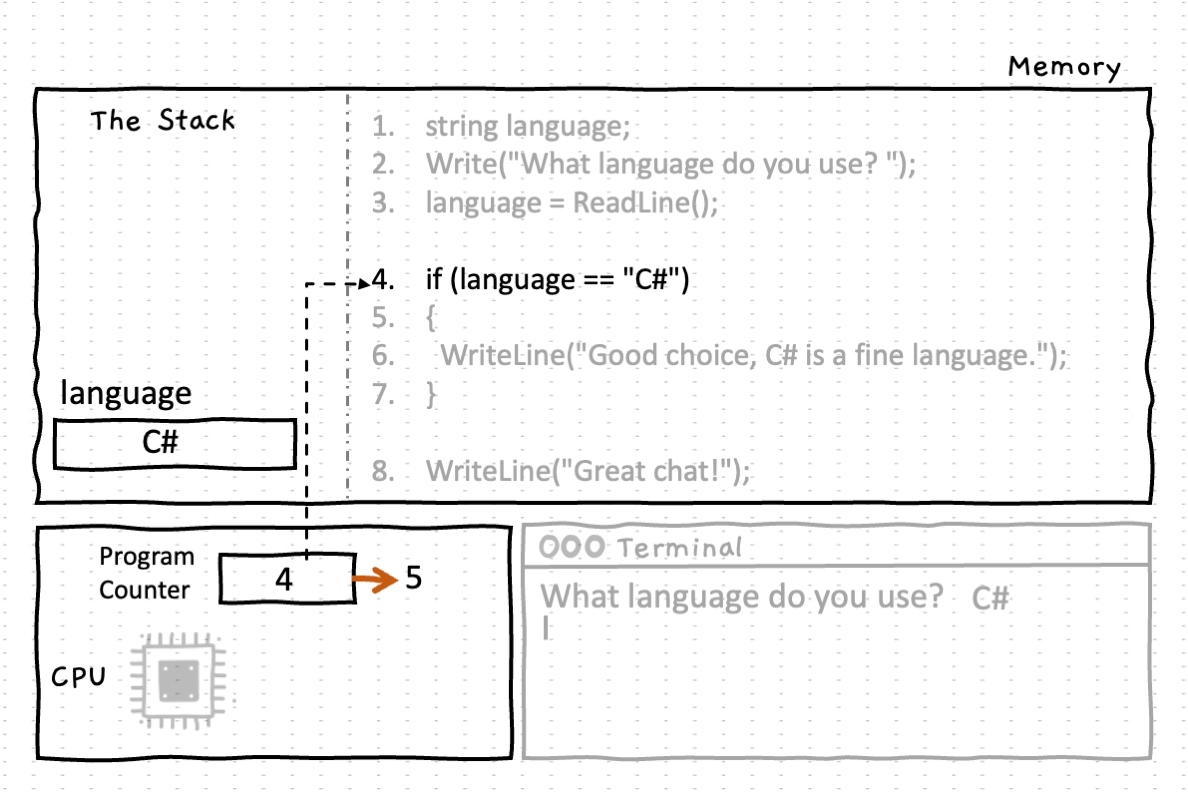 Memory
The Stack
1. string language;
2. Write("What language do you use? ");
3. language = ReadLine();
4. if (language == "C#")
5. {
6. WriteLine("Good choice, C# is a fine language.");
7. }
8. WriteLine("Great chat!");
language
C#
Program
Counter
4
5
CPU
Terminal
What language do you use? C#